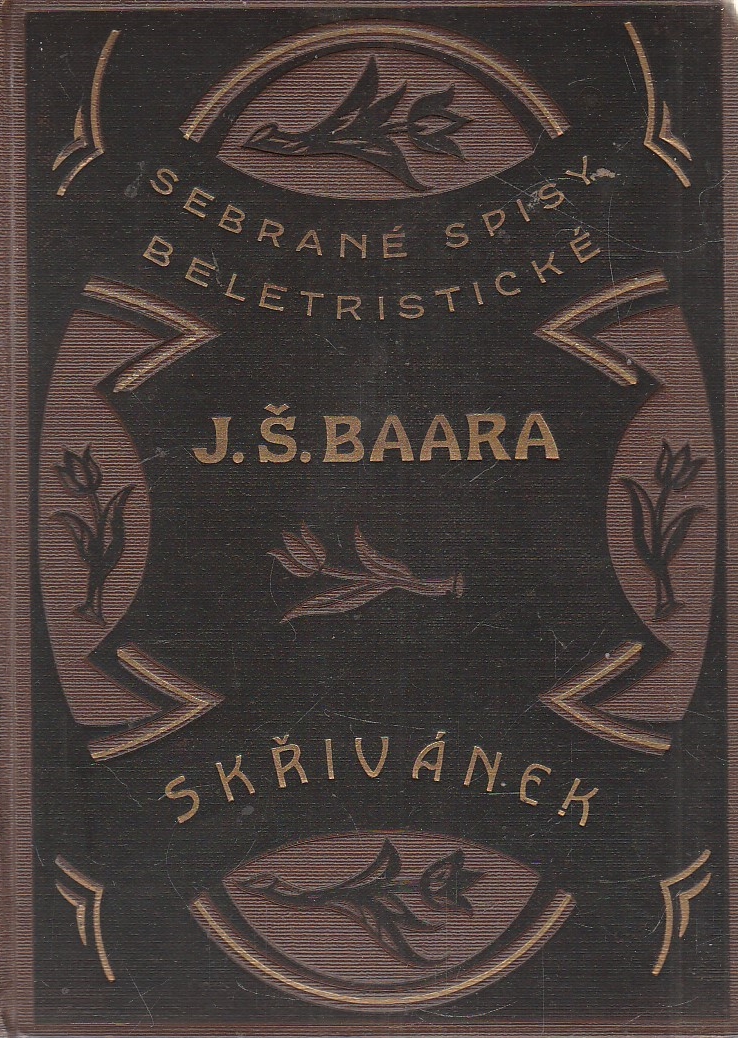 SEBRANÉ SPISY
BELETRISTICKÉ
J.Š.BAARA
SKŘIVÁNEK